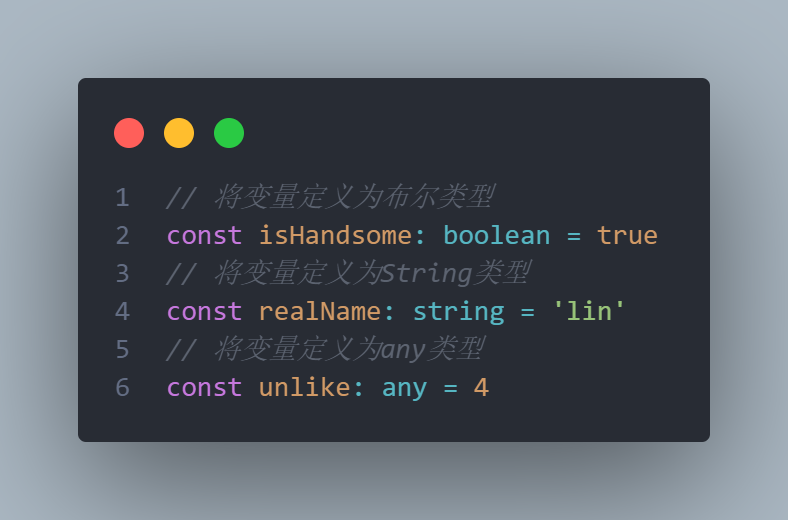 1 // 将变量定义为布尔类型
2 const isHandsome: boolean = true
3 // 将变量定义为String类型
4 const realName: string = 'lin'
5 // 将变量定义为any类型
6 const unlike: any = 4